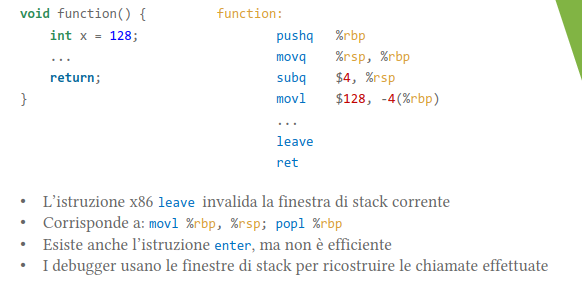 void function() {
int x = 128;
...
return;
}
function:
pushq %rbp
movq %rsp, %rbp
subq $4, %rsp
movl $128, -4(%rbp)
...
leave
ret
• L'istruzione x86 leave invalida la finestra di stack corrente
• Corrisponde a: movl %rbp, %rsp; popl %rbp
• Esiste anche l'istruzione enter, ma non è efficiente
• I debugger usano le finestre di stack per ricostruire le chiamate effettuate